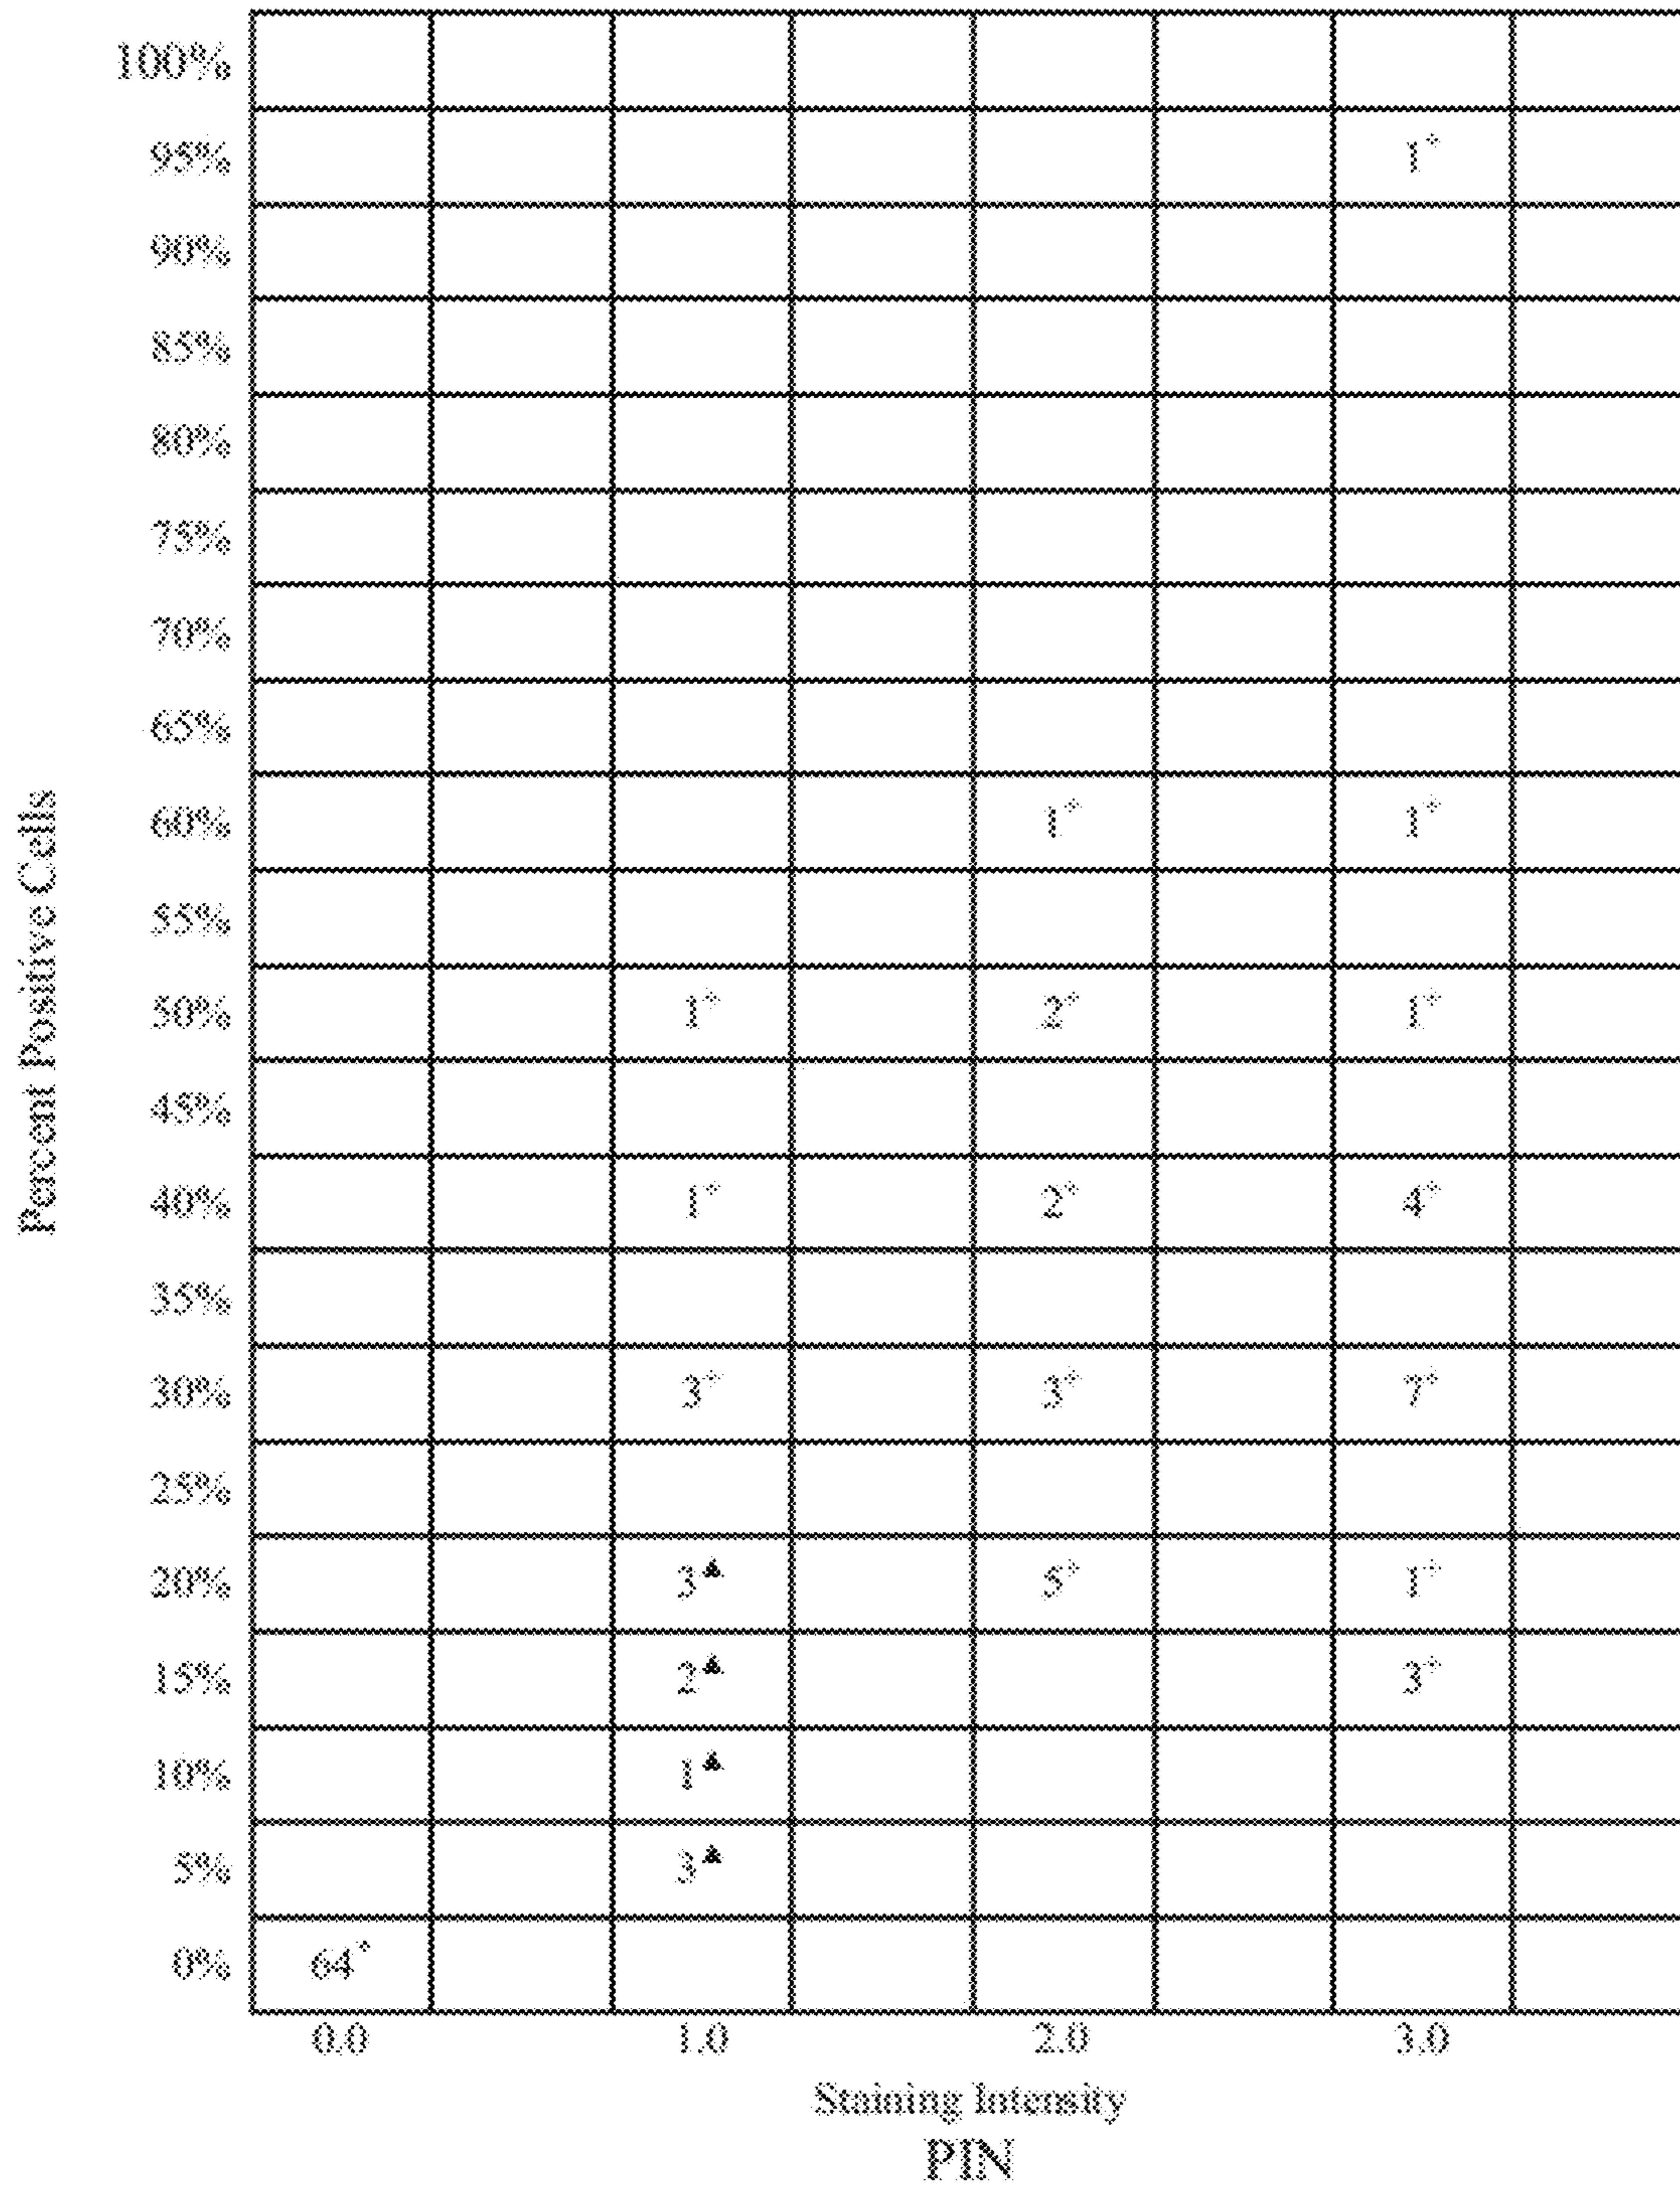 100%
95% 1+
90%
85%
80%
75%
70%
65%
60% 1+ 1+
55%
50% 1+ 2+ 1+
45%
40% 1+ 2+ 4+
35%
30% 3+ 3+ 7+
25%
20% 3▲ 5+ 1+
15% 2▲ 3+
10% 1▲
5% 3▲
0% 64*
0.0 1.0 2.0 3.0
Percent Positive Cells
Staining Intensity
PIN